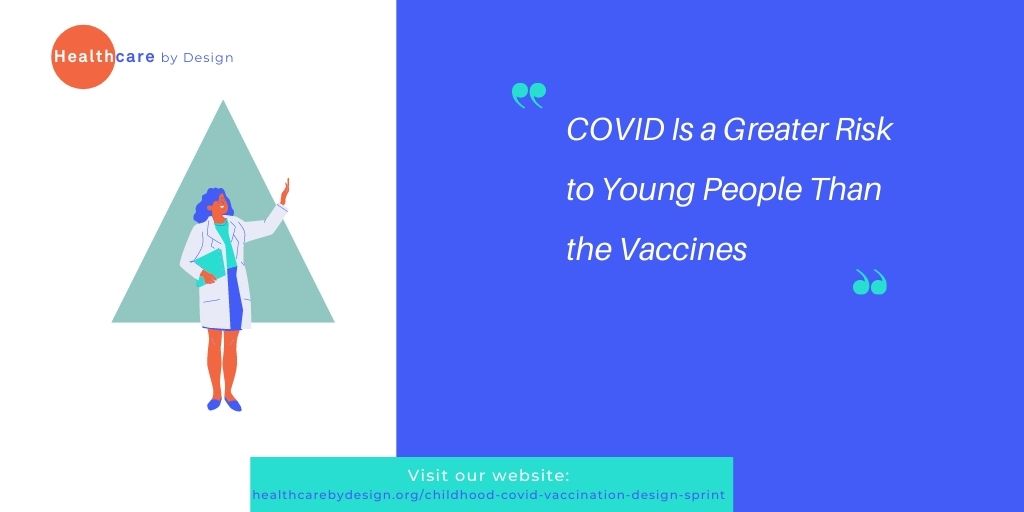 Healthcare by Design
COVID Is a Greater Risk
to Young People Than
the Vaccines
Visit our website:
healthcarebydesign.org/childhood-covid-vaccination-design-sprint